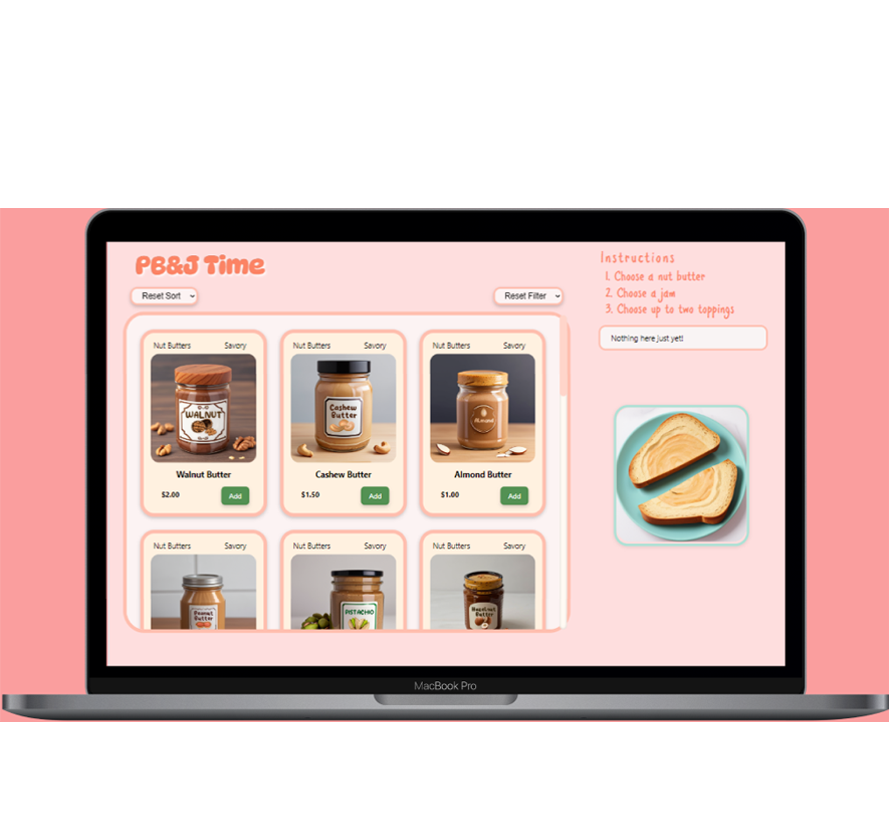 PB&J Time
Reset Sort
Reset Filter
Instructions
1. Choose a nut butter
2. Choose a jam
3. Choose up to two toppings
Nothing here just yet!
Nut Butters Savory
WALNUT
Walnut Butter
$2.00 Add
Nut Butters Savory
Cashew
Butter
Cashew Butter
$1.50 Add
Nut Butters Savory
Almond
Almond Butter
$1.00 Add
Nut Butters Savory
Peanut
Butter
Nut Butters Savory
PISTACHIO
Nut Butters Savory
Hazelnut
Butter
MacBook Pro